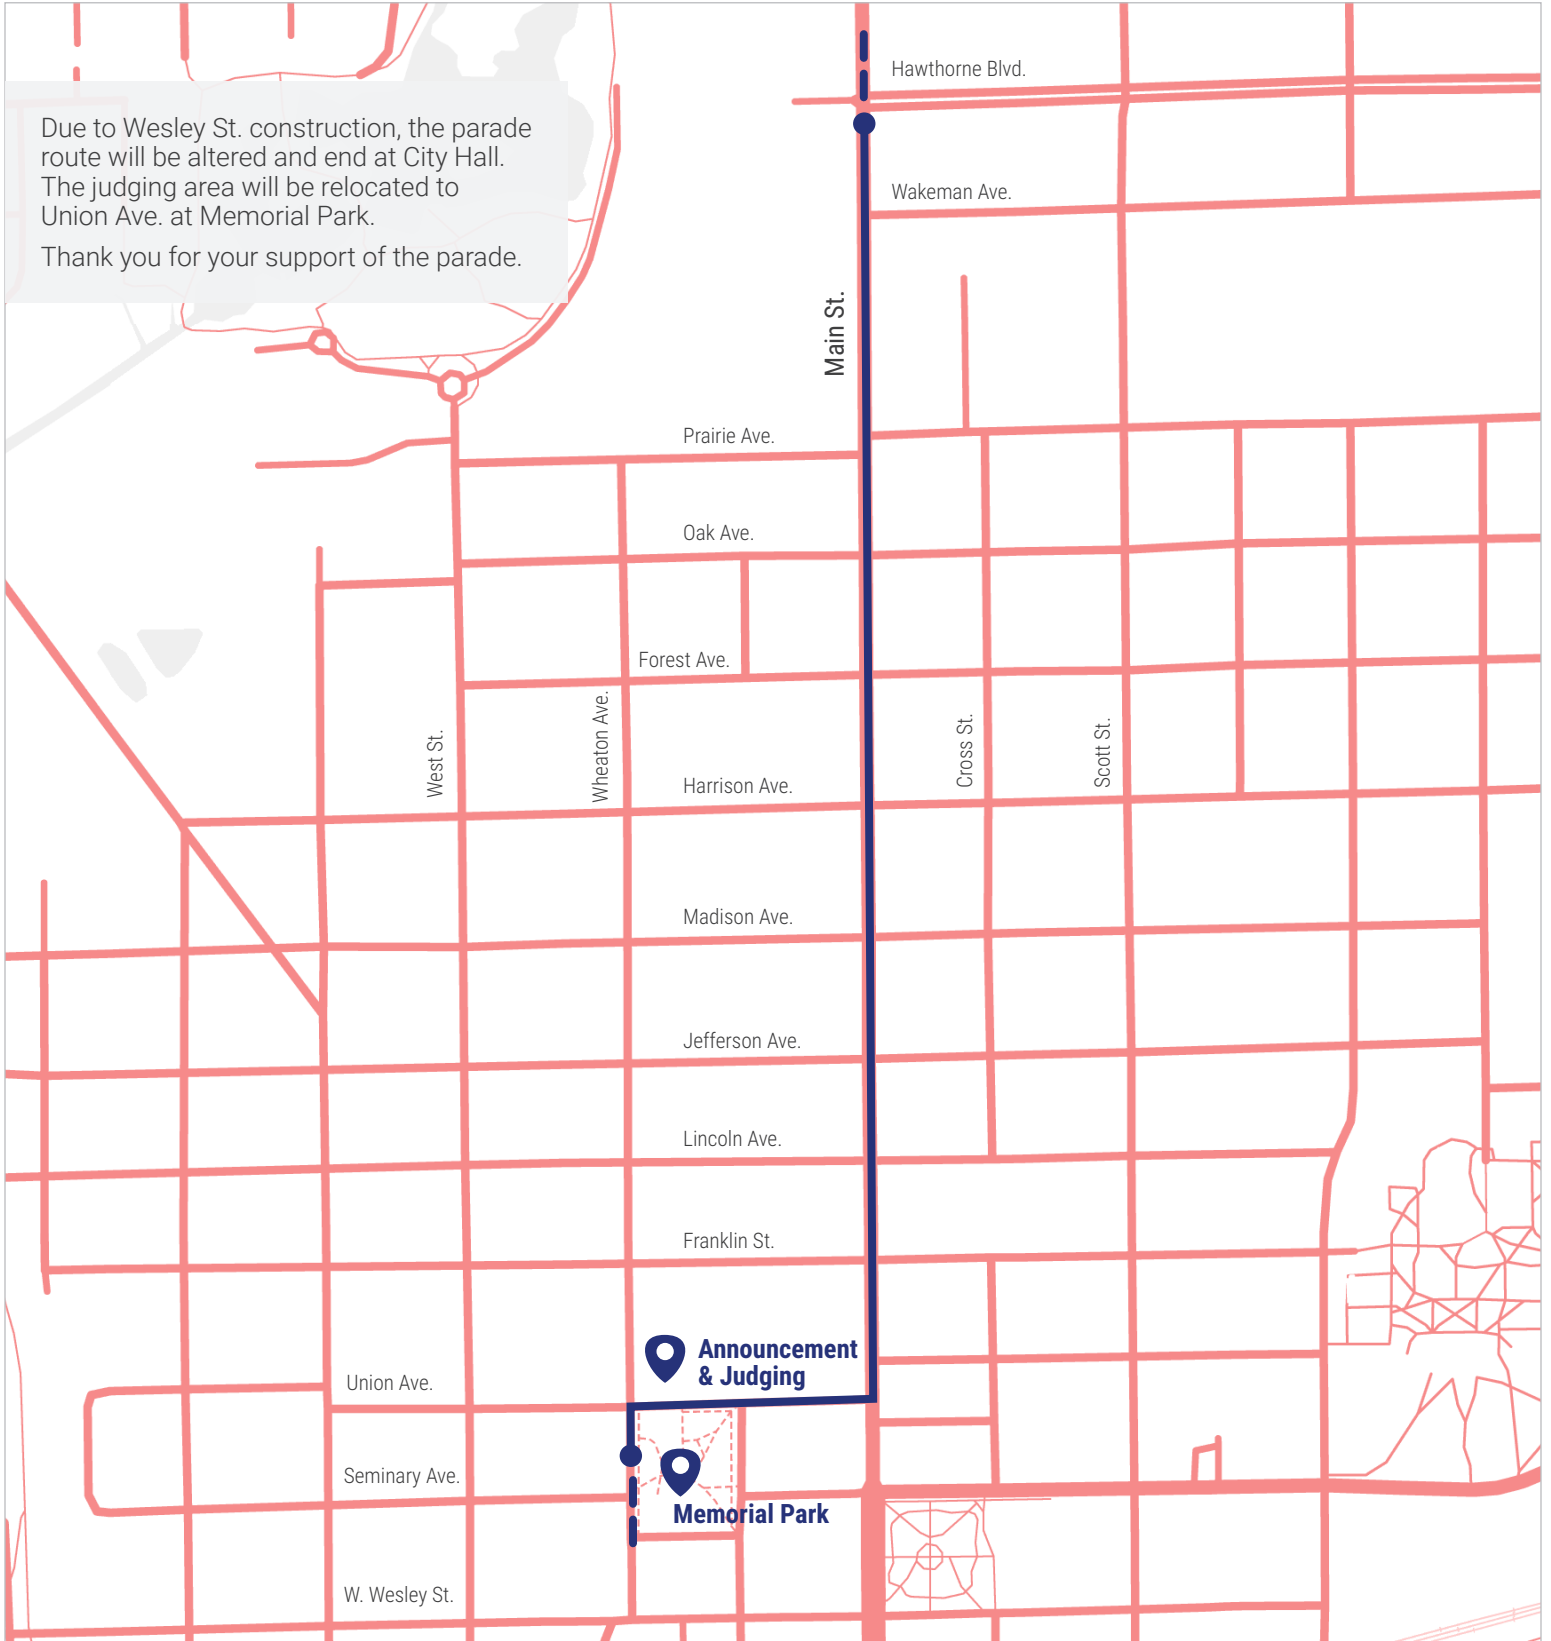 Hawthorne Blvd.
Due to Wesley St. construction, the parade
route will be altered and end at City Hall.
The judging area will be relocated to
Union Ave. at Memorial Park.
Thank you for your support of the parade.
Wakeman Ave.
Main St.
Prairie Ave.
Oak Ave.
Forest Ave.
West St.
Wheaton Ave.
Cross St.
Scott St.
Harrison Ave.
Madison Ave.
Jefferson Ave.
Lincoln Ave.
Franklin St.
Announcement
& Judging
Union Ave.
Seminary Ave.
Memorial Park
W. Wesley St.